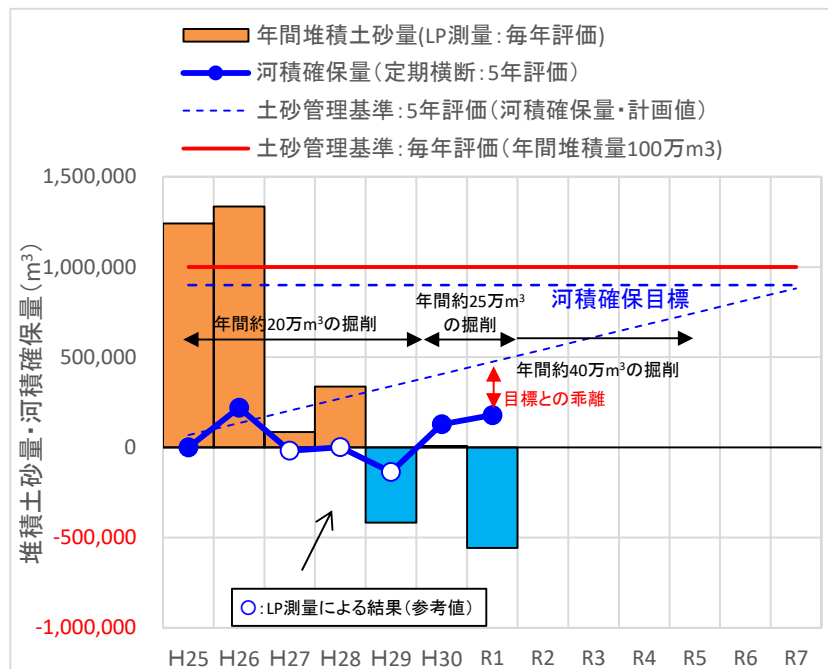 年間堆積土砂量(LP測量:毎年評価)
河積確保量(定期横断:5年評価)
土砂管理基準:5年評価(河積確保量・計画値)
土砂管理基準:毎年評価(年間堆積量100万m3)
堆積土砂量・河積確保量(m³)
1,500,000
1,000,000
500,000
0
-500,000
-1,000,000
河積確保目標
年間約20万m³の掘削
年間約25万m³
の掘削
年間約40万m³の掘削
目標との乖離
○:LP測量による結果(参考値)
H25 H26 H27 H28 H29 H30 R1 R2 R3 R4 R5 R6 R7